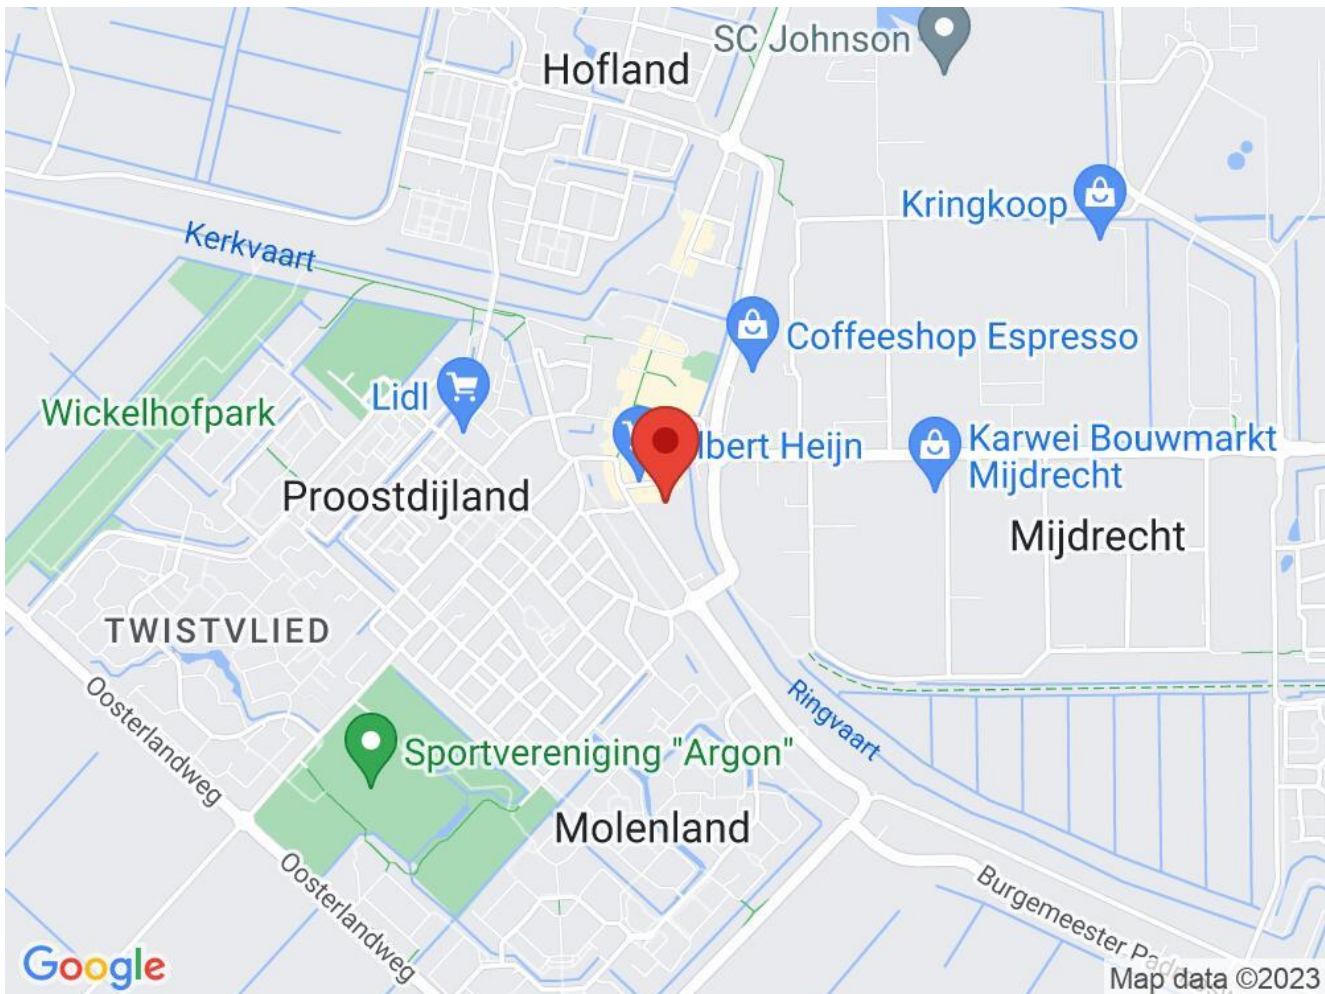 SC Johnson
Hofland
Kringkoop
Kerkvaart
Coffeeshop Espresso
Lidl
Wickelhofpark
lbert Heijn
Karwei Bouwmarkt
Mijdrecht
Proostdijland
Mijdrecht
TWISTVLIED
Oosterlandweg
Ringvaart
Sportvereniging "Argon"
Molenland
Oosterlandweg
Burgemeester
Google
Map data ©2023